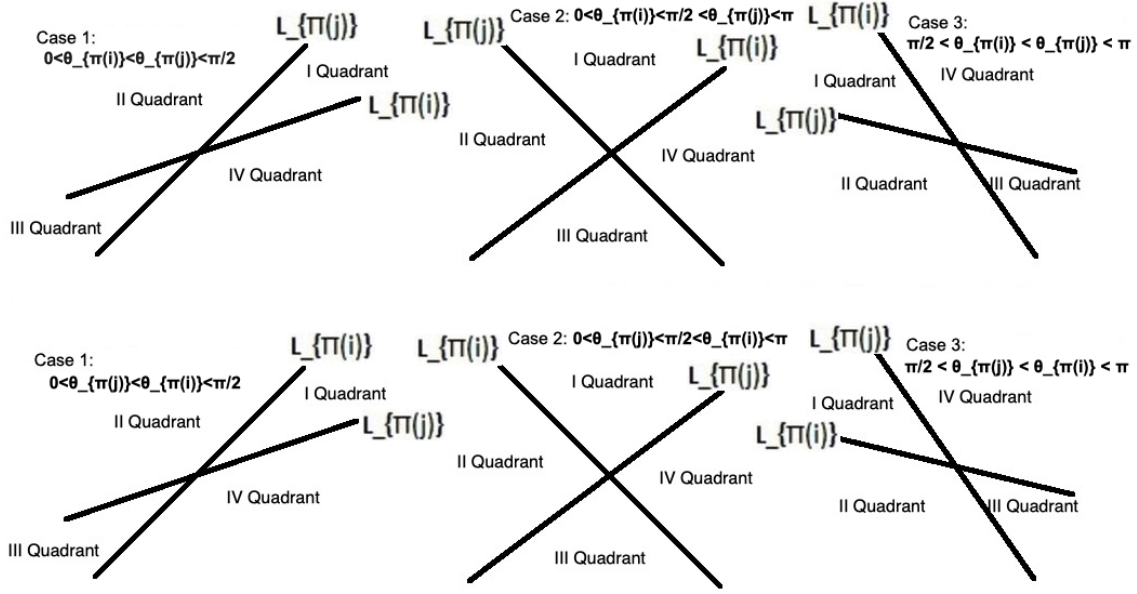 Case 1:
0<θ_{π(i)}<θ_{π(j)}<π/2
L_{Π(j)}
I Quadrant
II Quadrant
L_{Π(i)}
IV Quadrant
III Quadrant
Case 2: 0<θ_{π(i)}<π/2 <θ_{π(j)}<π
L_{Π(j)}
I Quadrant
L_{Π(i)}
II Quadrant
IV Quadrant
III Quadrant
L_{Π(i)}
Case 3:
π/2 < θ_{π(i)} < θ_{π(j)} < π
I Quadrant
IV Quadrant
L_{Π(j)}
II Quadrant
III Quadrant
Case 1:
0<θ_{π(j)}<θ_{π(i)}<π/2
L_{Π(i)}
I Quadrant
II Quadrant
L_{Π(j)}
IV Quadrant
III Quadrant
Case 2: 0<θ_{π(j)}<π/2<θ_{π(i)}<π
L_{Π(i)}
I Quadrant
L_{Π(j)}
II Quadrant
IV Quadrant
III Quadrant
L_{Π(j)}
Case 3:
π/2 < θ_{π(j)} < θ_{π(i)} < π
I Quadrant
IV Quadrant
L_{Π(i)}
II Quadrant
III Quadrant